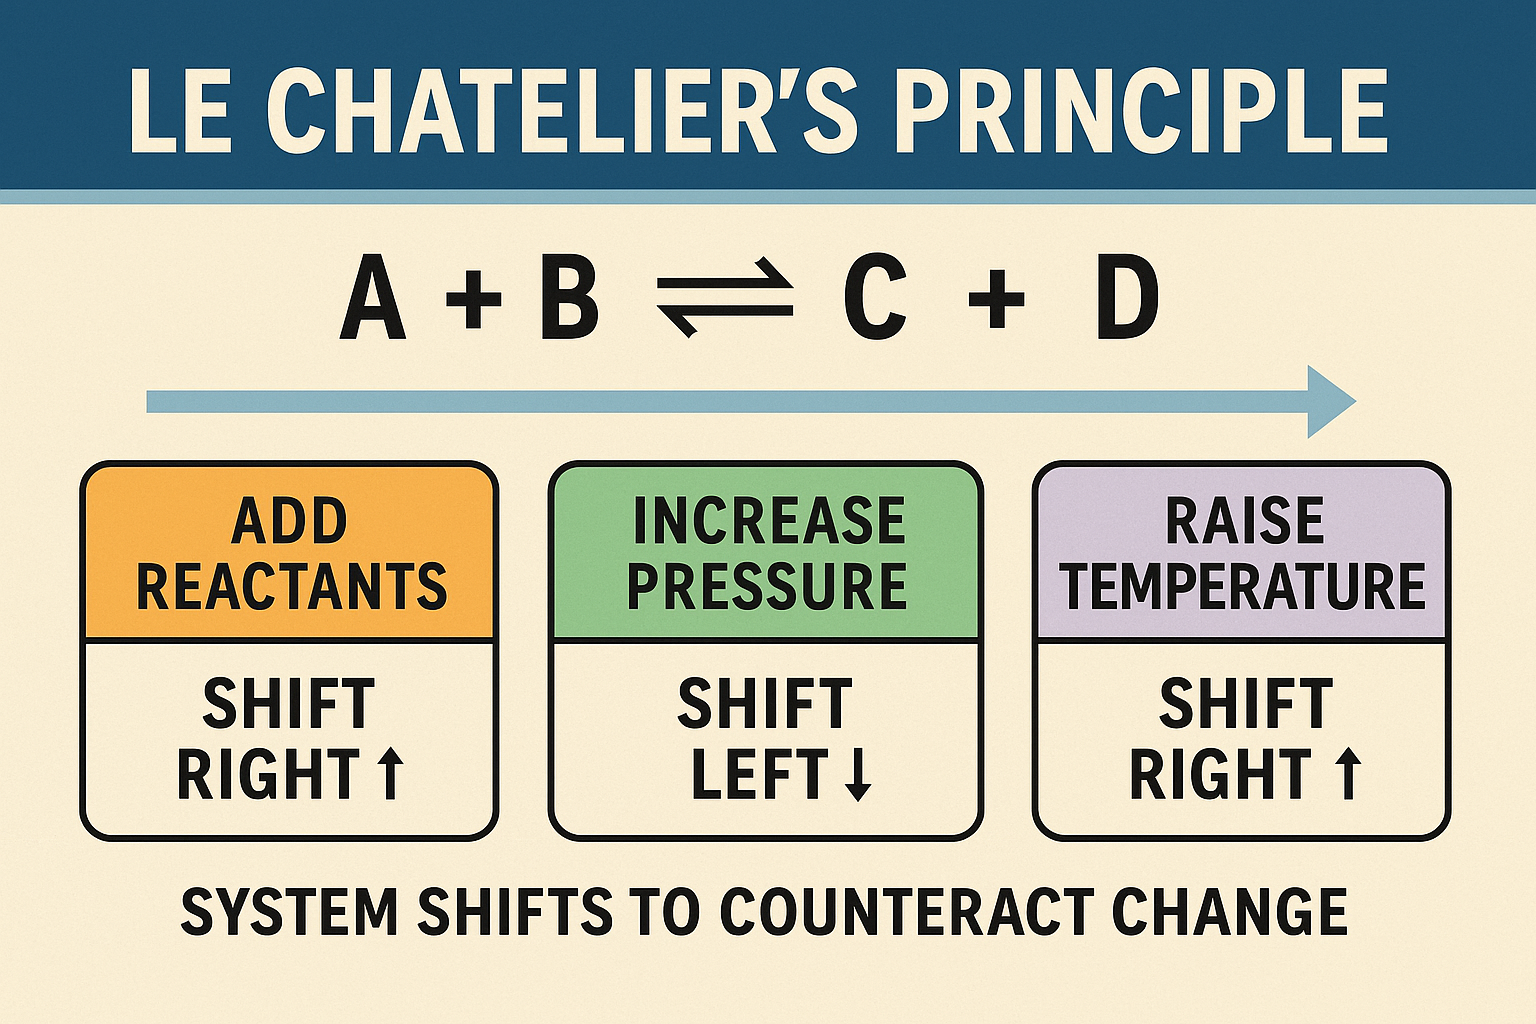 LE CHATELIER'S PRINCIPLE
A + B ⇌ C + D
ADD
REACTANTS
SHIFT
RIGHT ↑
INCREASE
PRESSURE
SHIFT
LEFT ↓
RAISE
TEMPERATURE
SHIFT
RIGHT ↑
SYSTEM SHIFTS TO COUNTERACT CHANGE